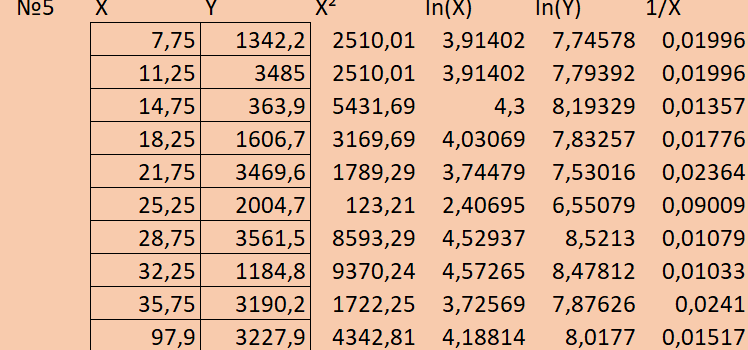 №5 X Y X² ln(X) ln(Y) 1/X
7,75 1342,2 2510,01 3,91402 7,74578 0,01996
11,25 3485 2510,01 3,91402 7,79392 0,01996
14,75 363,9 5431,69 4,3 8,19329 0,01357
18,25 1606,7 3169,69 4,03069 7,83257 0,01776
21,75 3469,6 1789,29 3,74479 7,53016 0,02364
25,25 2004,7 123,21 2,40695 6,55079 0,09009
28,75 3561,5 8593,29 4,52937 8,5213 0,01079
32,25 1184,8 9370,24 4,57265 8,47812 0,01033
35,75 3190,2 1722,25 3,72569 7,87626 0,0241
97,9 3227,9 4342,81 4,18814 8,0177 0,01517